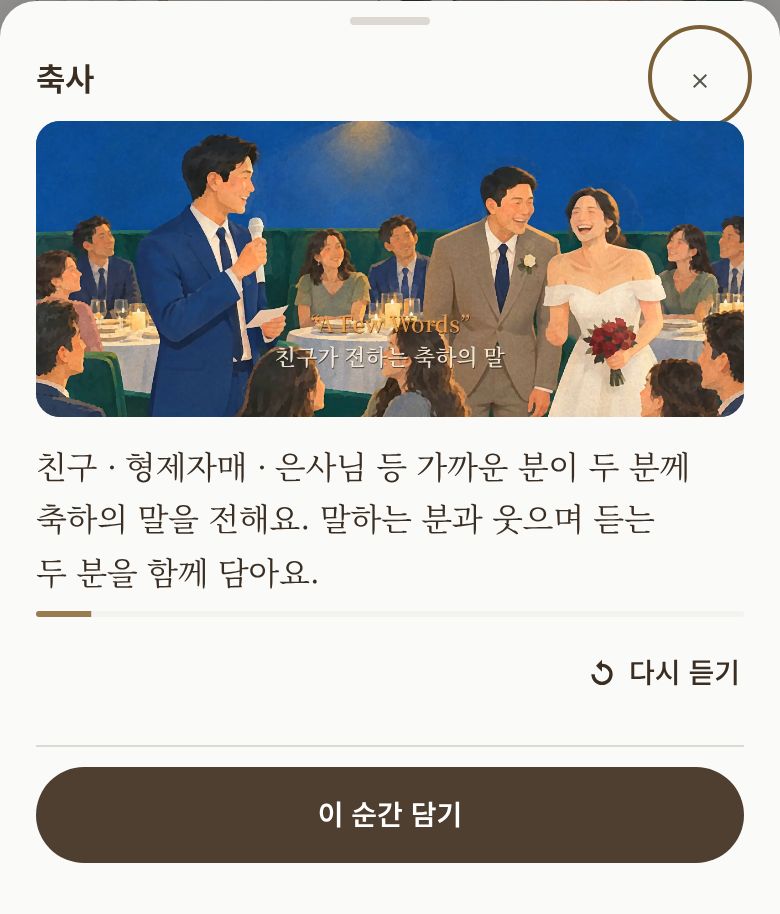 축사
×
“A Few Words”
친구가 전하는 축하의 말
친구 · 형제자매 · 은사님 등 가까운 분이 두 분께
축하의 말을 전해요. 말하는 분과 웃으며 듣는
두 분을 함께 담아요.
다시 듣기
이 순간 담기